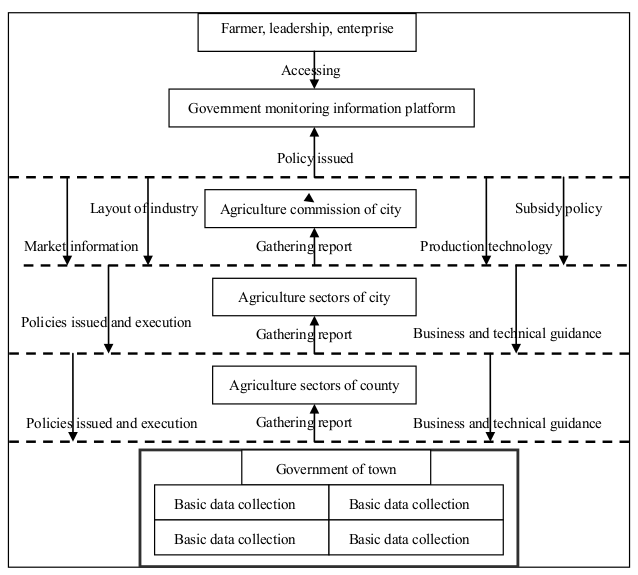 Farmer, leadership, enterprise
Accessing
Government monitoring information platform
Policy issued
Layout of industry
Agriculture commission of city
Subsidy policy
Market information
Gathering report
Production technology
Agriculture sectors of city
Policies issued and execution
Gathering report
Business and technical guidance
Agriculture sectors of county
Policies issued and execution
Gathering report
Business and technical guidance
Government of town
Basic data collection
Basic data collection
Basic data collection
Basic data collection